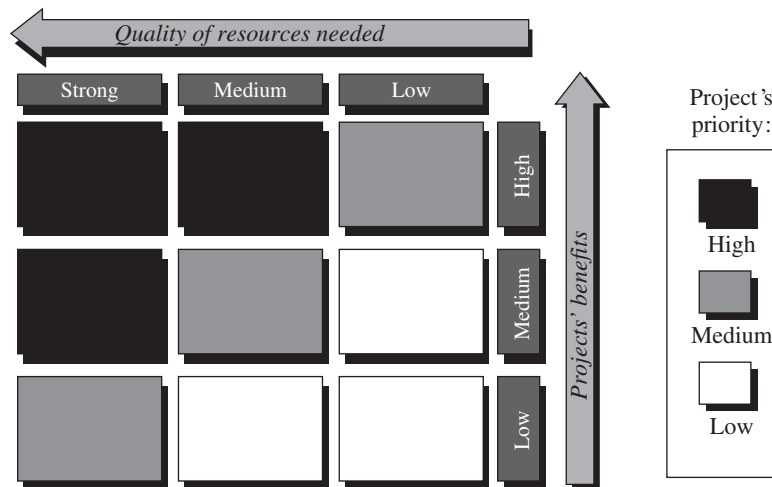 Quality of resources needed
Strong
Medium
Low
High
Medium
Low
Projects' benefits
Project's
priority:
High
Medium
Low